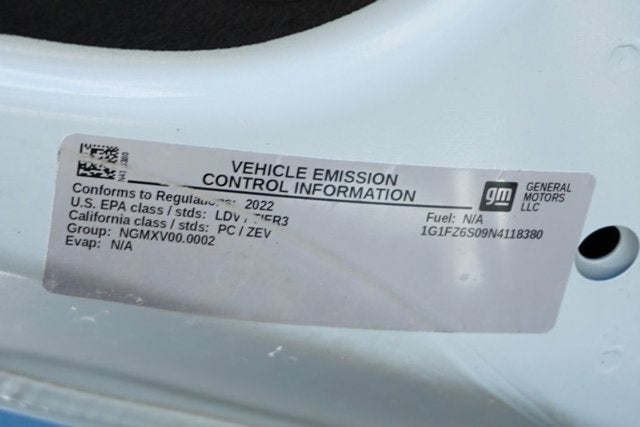 VEHICLE EMISSION
CONTROL INFORMATION
gm
GENERAL
MOTORS
LLC
Conforms to Regulations: 2022
U.S. EPA class / stds: LDV / TIER3
California class / stds: PC / ZEV
Group: NGMXV00.0002
Evap: N/A
Fuel: N/A
1G1FZ6S09N4118380